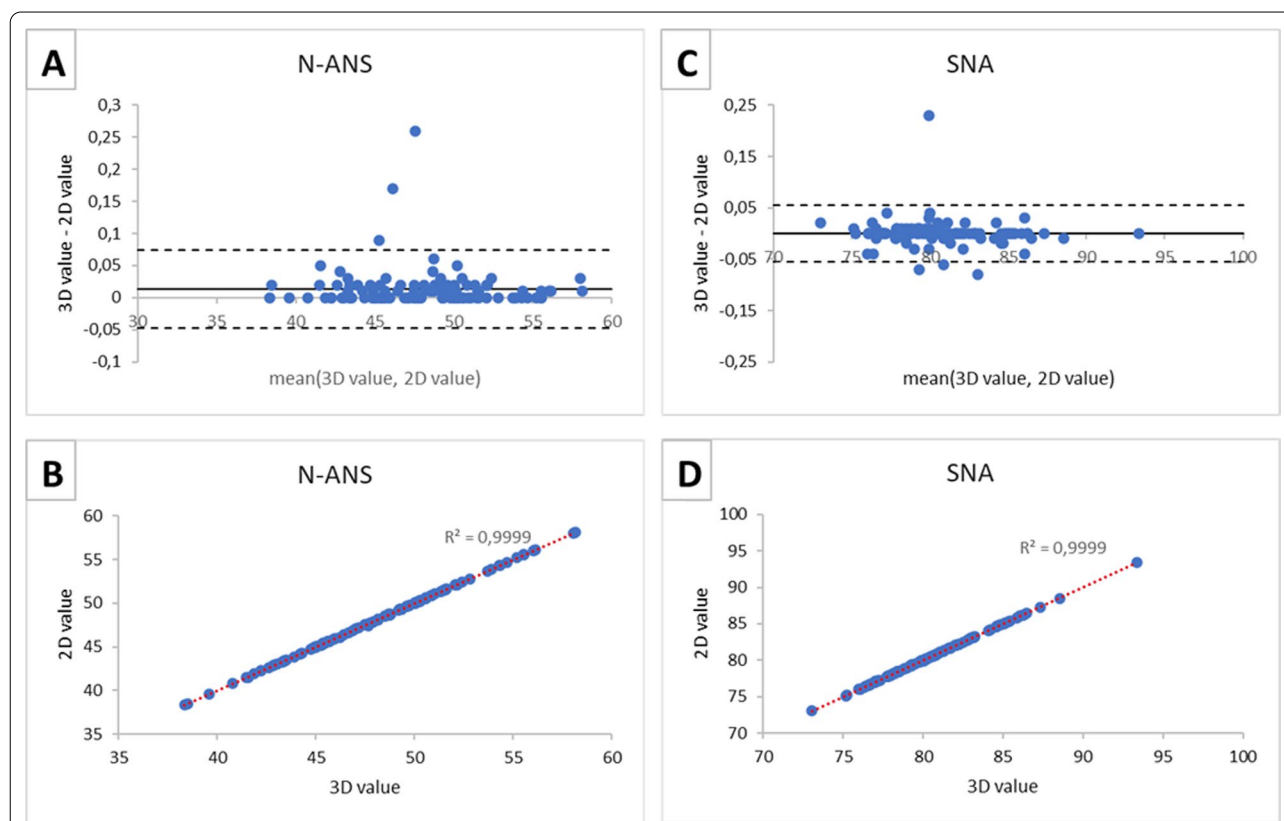 A
N-ANS
3D value - 2D value
0,3
0,25
0,2
0,15
0,1
0,05
0
-0,05
-0,1
30 40 45 50 55 60
mean(3D value, 2D value)
C
SNA
3D value - 2D value
0,25
0,15
0,05
-0,05
-0,15
-0,25
70 75 80 85 90 95 100
mean(3D value, 2D value)
B
N-ANS
2D value
60
55
50
45
40
35
R² = 0,9999
35 40 45 50 55 60
3D value
D
SNA
2D value
100
95
90
85
80
75
70
R² = 0,9999
70 75 80 85 90 95 100
3D value